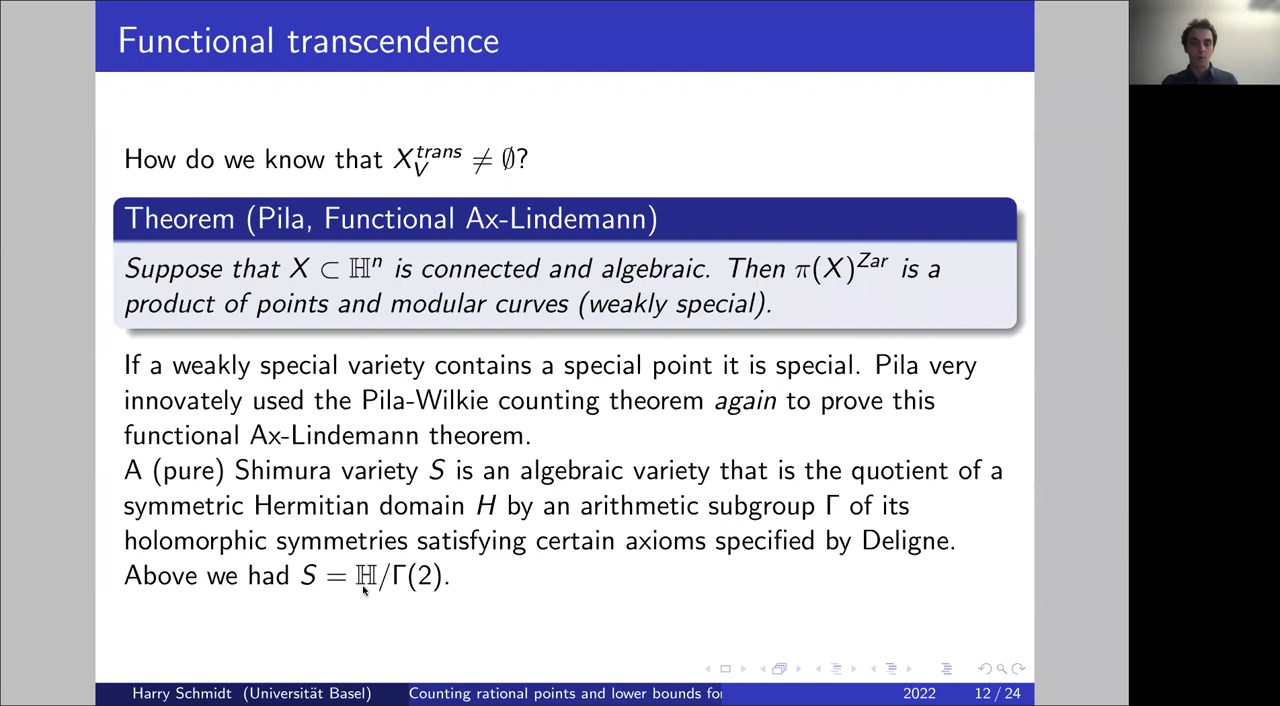 Functional transcendence
How do we know that X_V^{trans} ≠ ∅?
Theorem (Pila, Functional Ax-Lindemann)
Suppose that X ⊂ ℍ^n is connected and algebraic. Then π(X)^{Zar} is a
product of points and modular curves (weakly special).
If a weakly special variety contains a special point it is special. Pila very
innovately used the Pila-Wilkie counting theorem again to prove this
functional Ax-Lindemann theorem.
A (pure) Shimura variety S is an algebraic variety that is the quotient of a
symmetric Hermitian domain H by an arithmetic subgroup Γ of its
holomorphic symmetries satisfying certain axioms specified by Deligne.
Above we had S = ℍ/Γ(2).
Harry Schmidt (Universität Basel) Counting rational points and lower bounds fo 2022 12 / 24